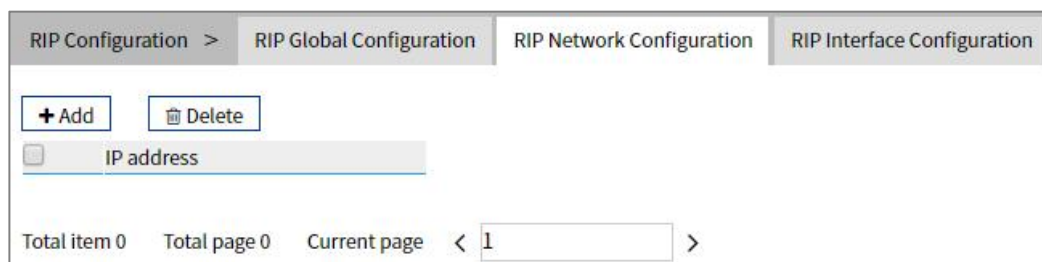 RIP Configuration > RIP Global Configuration RIP Network Configuration RIP Interface Configuration
+ Add Delete
IP address
Total item 0 Total page 0 Current page < 1 >